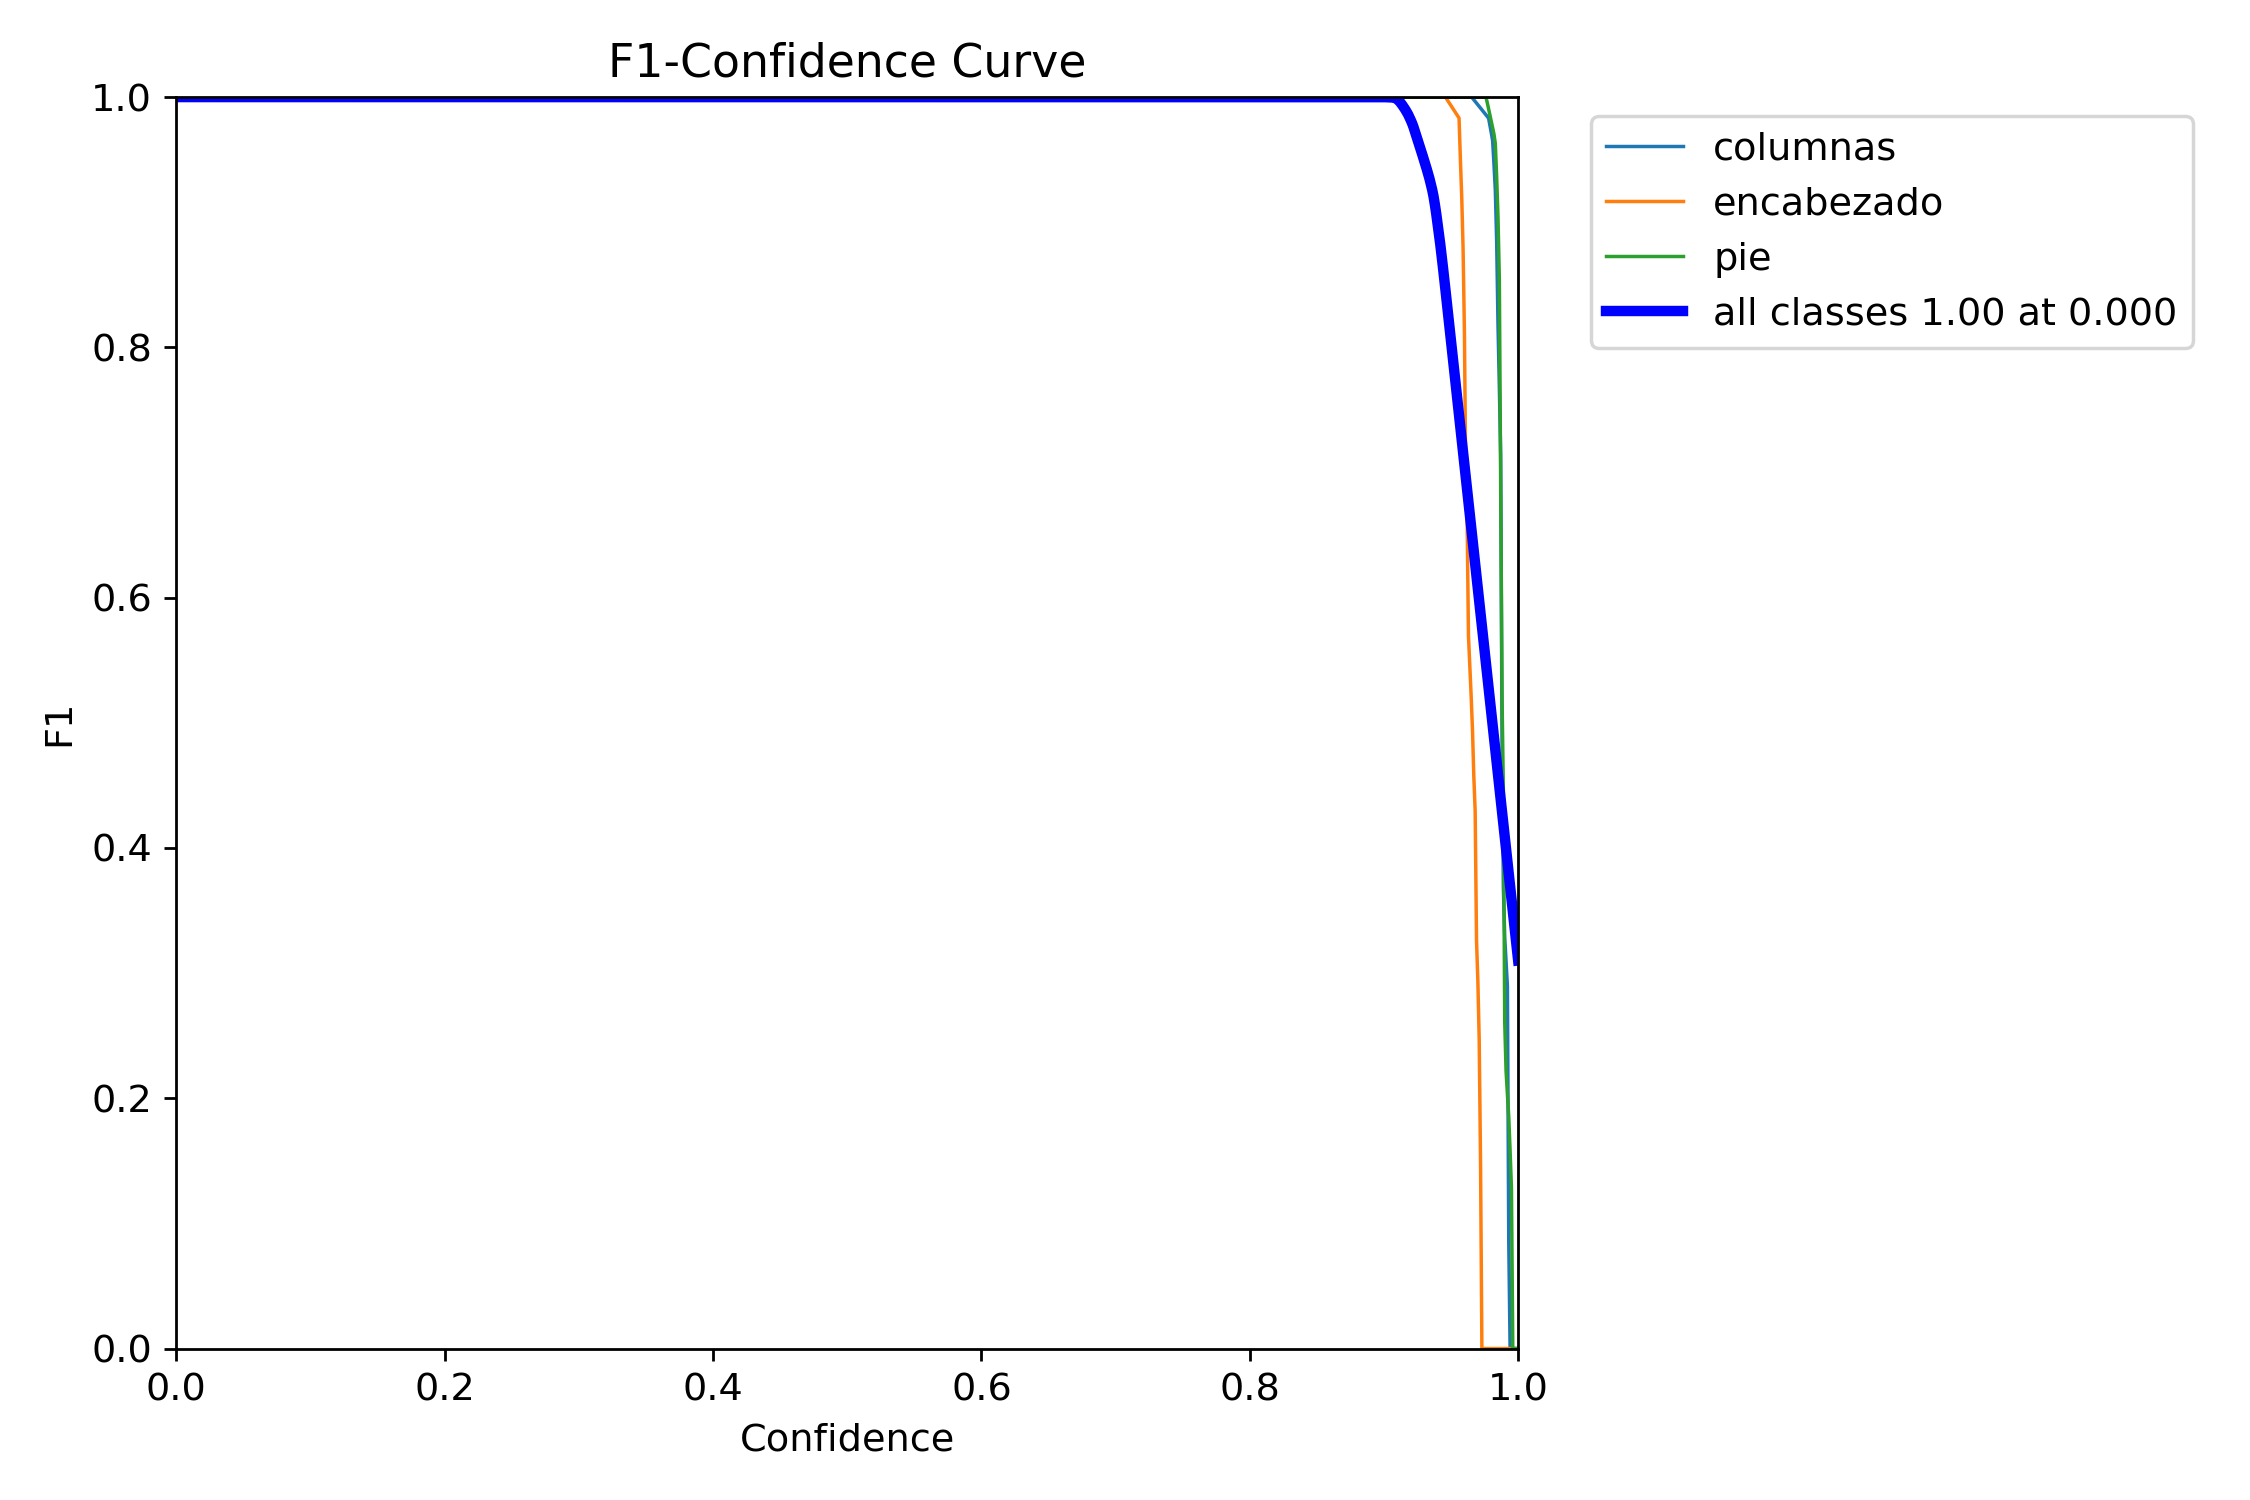 F1-Confidence Curve
1.0
0.8
0.6
0.4
0.2
0.0
F1
0.0 0.2 0.4 0.6 0.8 1.0
Confidence
columnas
encabezado
pie
all classes 1.00 at 0.000